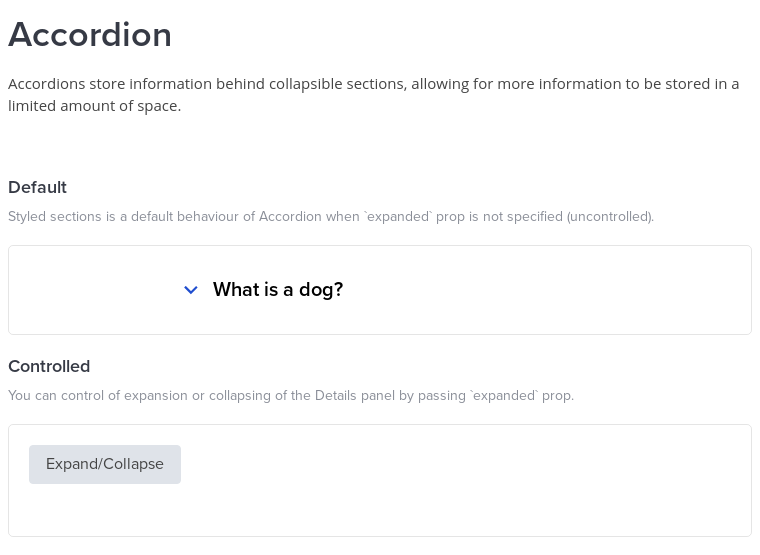 Accordion
Accordions store information behind collapsible sections, allowing for more information to be stored in a
limited amount of space.
Default
Styled sections is a default behaviour of Accordion when `expanded` prop is not specified (uncontrolled).
What is a dog?
Controlled
You can control of expansion or collapsing of the Details panel by passing `expanded` prop.
Expand/Collapse